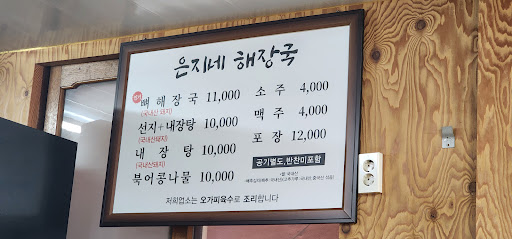 은지네 해장국
뼈 해 장 국 11,000
(국내산 돼지)
선지+내장탕 10,000
(국내산돼지)
내 장 탕 10,000
(국내산돼지)
북어콩나물 10,000
소 주 4,000
맥 주 4,000
포 장 12,000
공기별도, 반찬미포함
저희업소는 오가피육수로 조리합니다